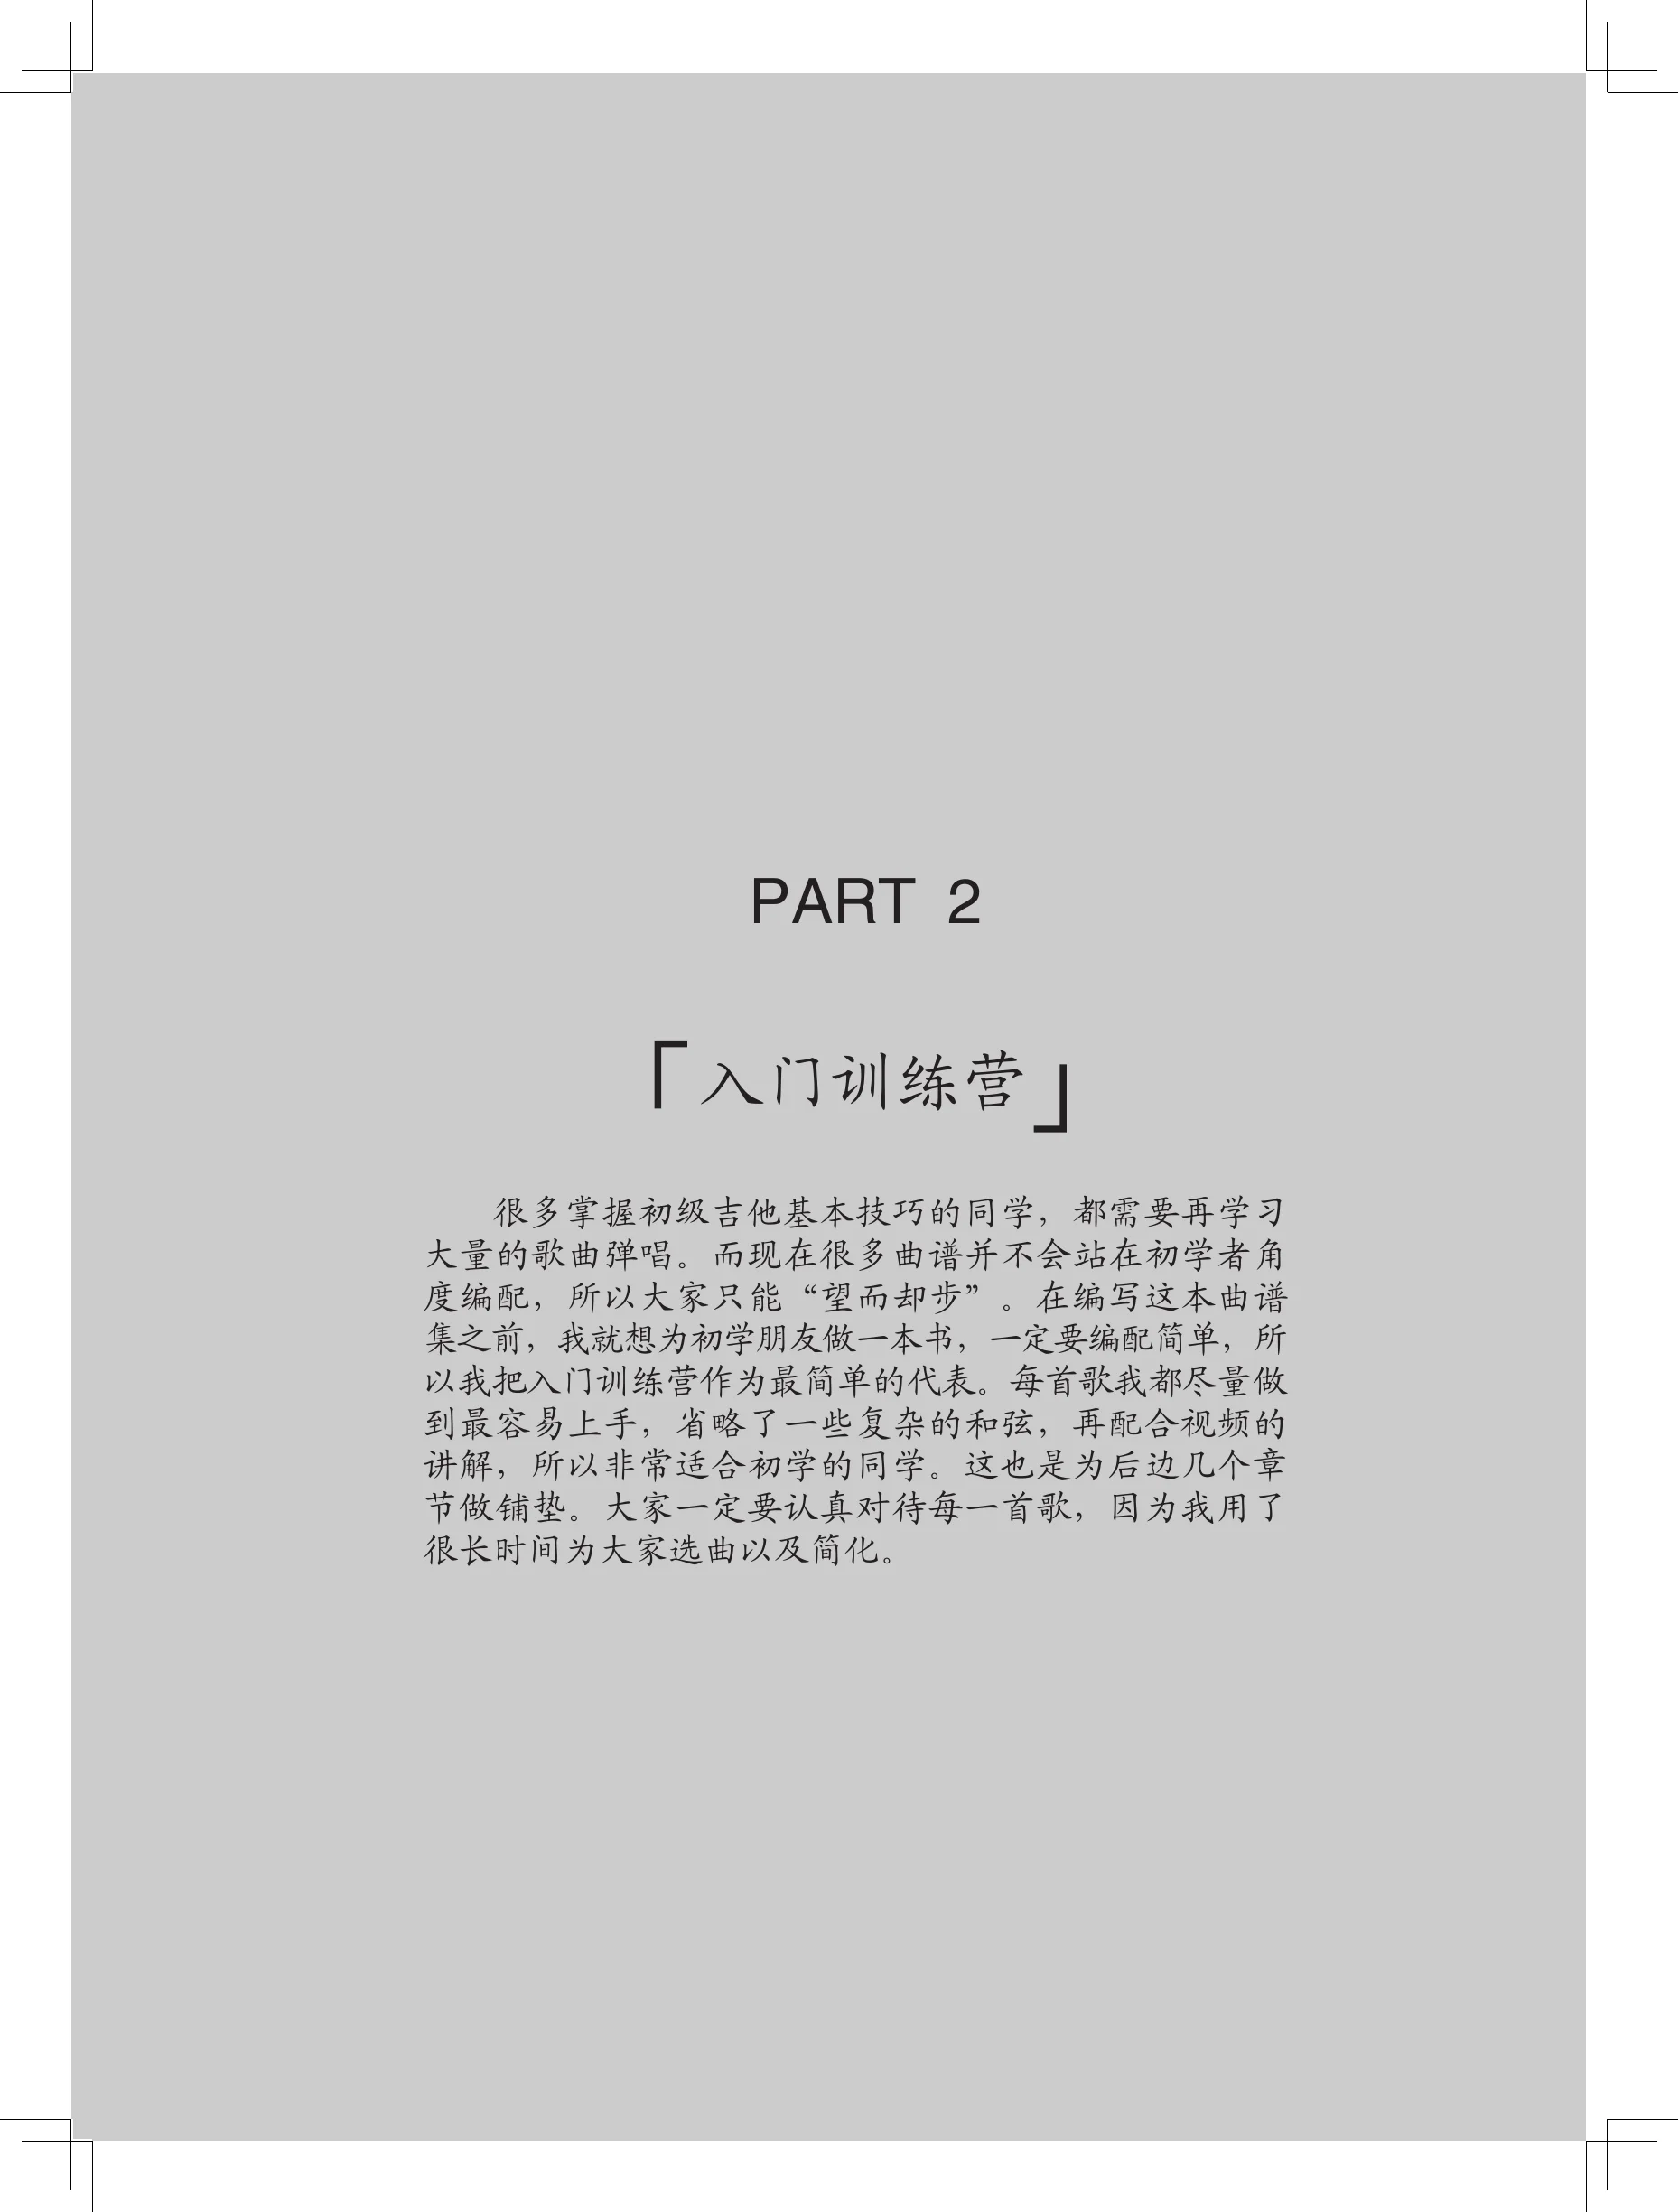 PART 2
「入门训练营」
很多掌握初级吉他基本技巧的同学，都需要再学习
大量的歌曲弹唱。而现在很多曲谱并不会站在初学者角
度编配，所以大家只能“望而却步”。在编写这本曲谱
集之前，我就想为初学朋友做一本书，一定要编配简单，所
以我把入门训练营作为最简单的代表。每首歌我都尽量做
到最容易上手，省略了一些复杂的和弦，再配合视频的
讲解，所以非常适合初学的同学。这也是为后边几个章
节做铺垫。大家一定要认真对待每一首歌，因为我用了
很长时间为大家选曲以及简化。